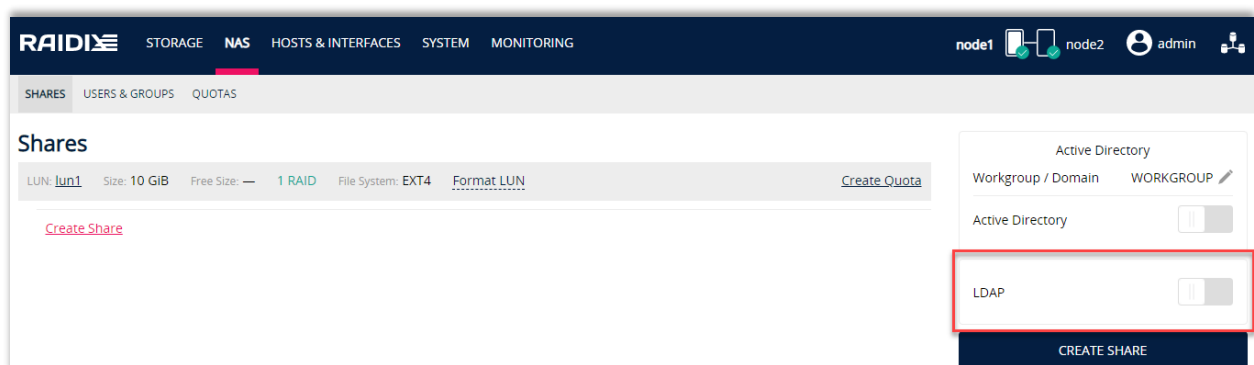 RAIDIX STORAGE NAS HOSTS & INTERFACES SYSTEM MONITORING node1 node2 admin
SHARES USERS & GROUPS QUOTAS
Shares
LUN: lun1 Size: 10 GiB Free Size: — 1 RAID File System: EXT4 Format LUN Create Quota
Create Share
Active Directory
Workgroup / Domain WORKGROUP
Active Directory
LDAP
CREATE SHARE